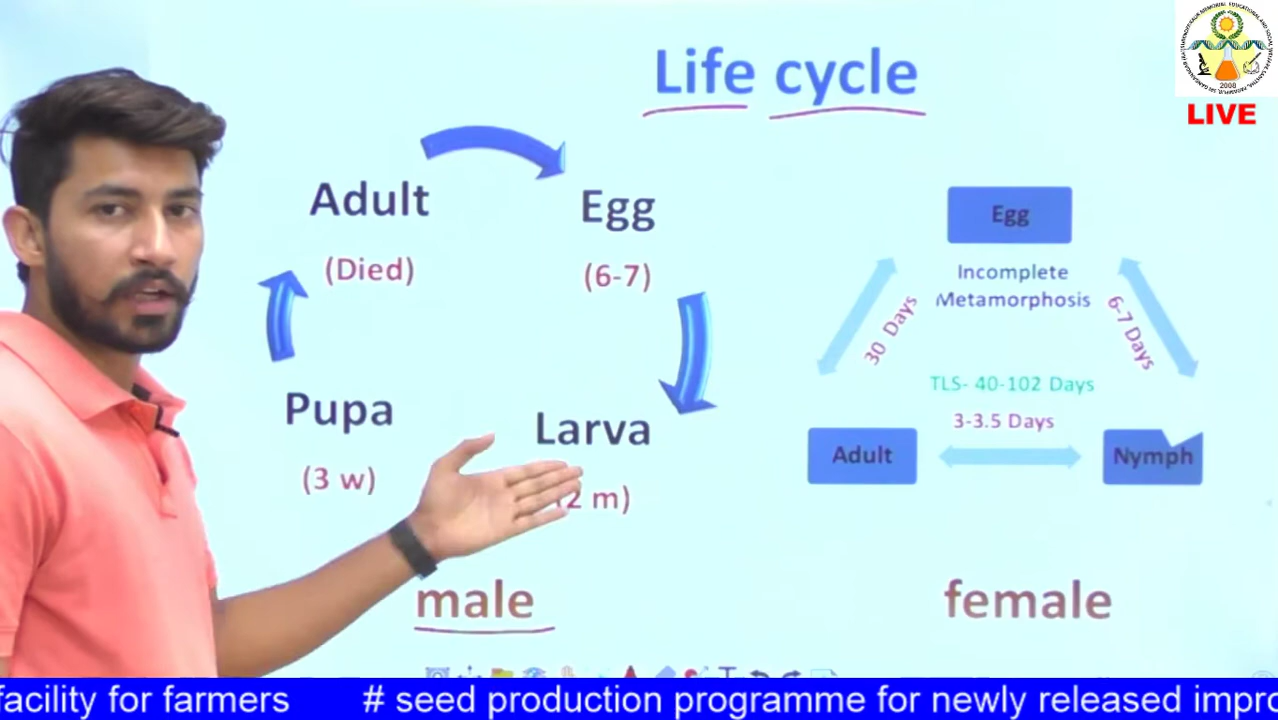 Life cycle
2008
LIVE
Adult
(Died)
Egg
(6-7)
Pupa
(3 w)
Larva
2 m)
male
Egg
Incomplete
Metamorphosis
30 Days
6-7 Days
TLS- 40-102 Days
3-3.5 Days
Adult
Nymph
female
facility for farmers # seed production programme for newly released impro